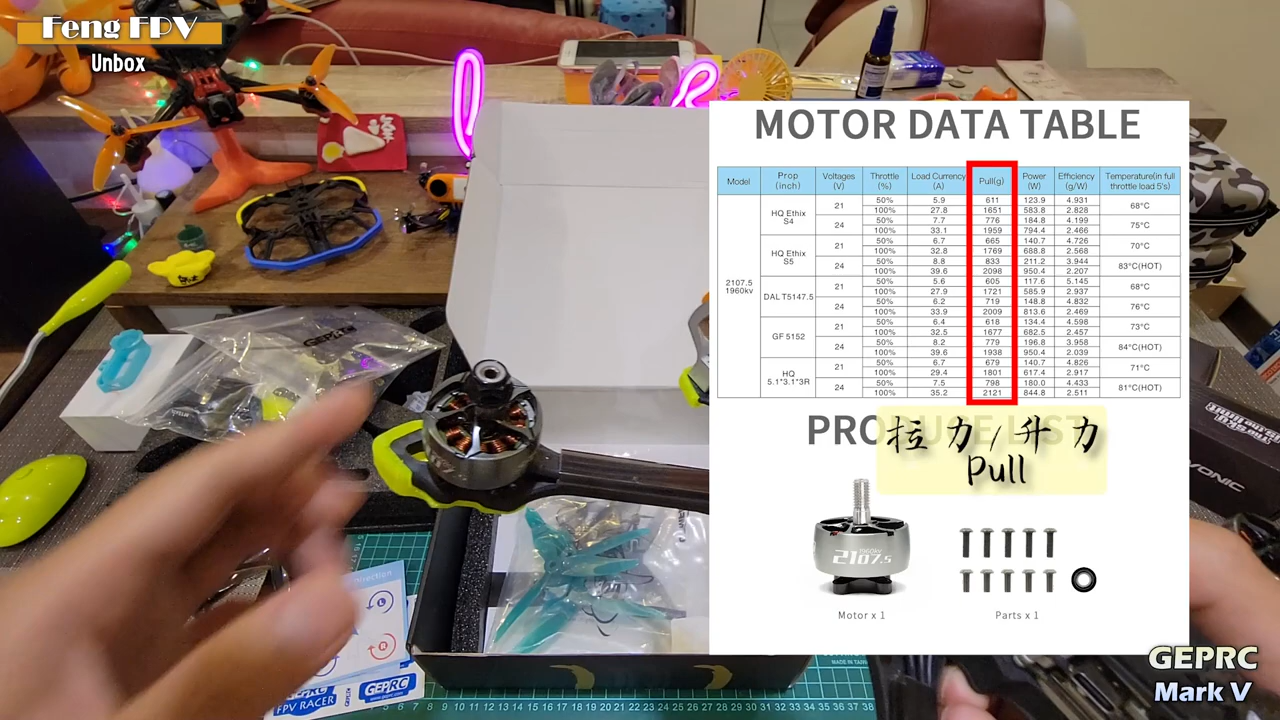 Feng FPV
Unbox
MOTOR DATA TABLE
Model Prop (inch) Voltages (V) Throttle (%) Load Currency (A) Pull(g) Power (W) Efficiency (g/W) Temperature(in full throttle load 5's)
2107.5 1960kv
HQ Ethix S4 21 50% 5.9 611 123.9 4.931 68°C
100% 27.8 1651 583.8 2.828
24 50% 7.7 776 184.8 4.199 75°C
100% 33.1 1959 794.4 2.466
HQ Ethix S5 21 50% 6.7 665 140.7 4.726 70°C
100% 32.8 1769 688.8 2.568
24 50% 8.8 833 211.2 3.944 83°C(HOT)
100% 39.6 2098 950.4 2.207
DAL T5147.5 21 50% 5.6 605 117.6 5.145 68°C
100% 27.9 1721 585.9 2.937
24 50% 6.2 719 148.8 4.832 76°C
100% 33.9 2009 813.6 2.469
GF 5152 21 50% 6.4 618 134.4 4.598 73°C
100% 32.5 1677 682.5 2.457
24 50% 8.2 779 196.8 3.958 84°C(HOT)
100% 39.6 1938 950.4 2.039
HQ 5.1*3.1*3R 21 50% 6.7 679 140.7 4.826 71°C
100% 29.4 1801 617.4 2.917
24 50% 7.5 798 180.0 4.433 81°C(HOT)
100% 35.2 2121 844.8 2.511
拉力/升力
Pull
1960kv
2107.5
Motor x 1
Parts x 1
Direction
GEPRC
FPV RACER
GEPRC
MADE IN TAIWAN
GEPRC
Mark V